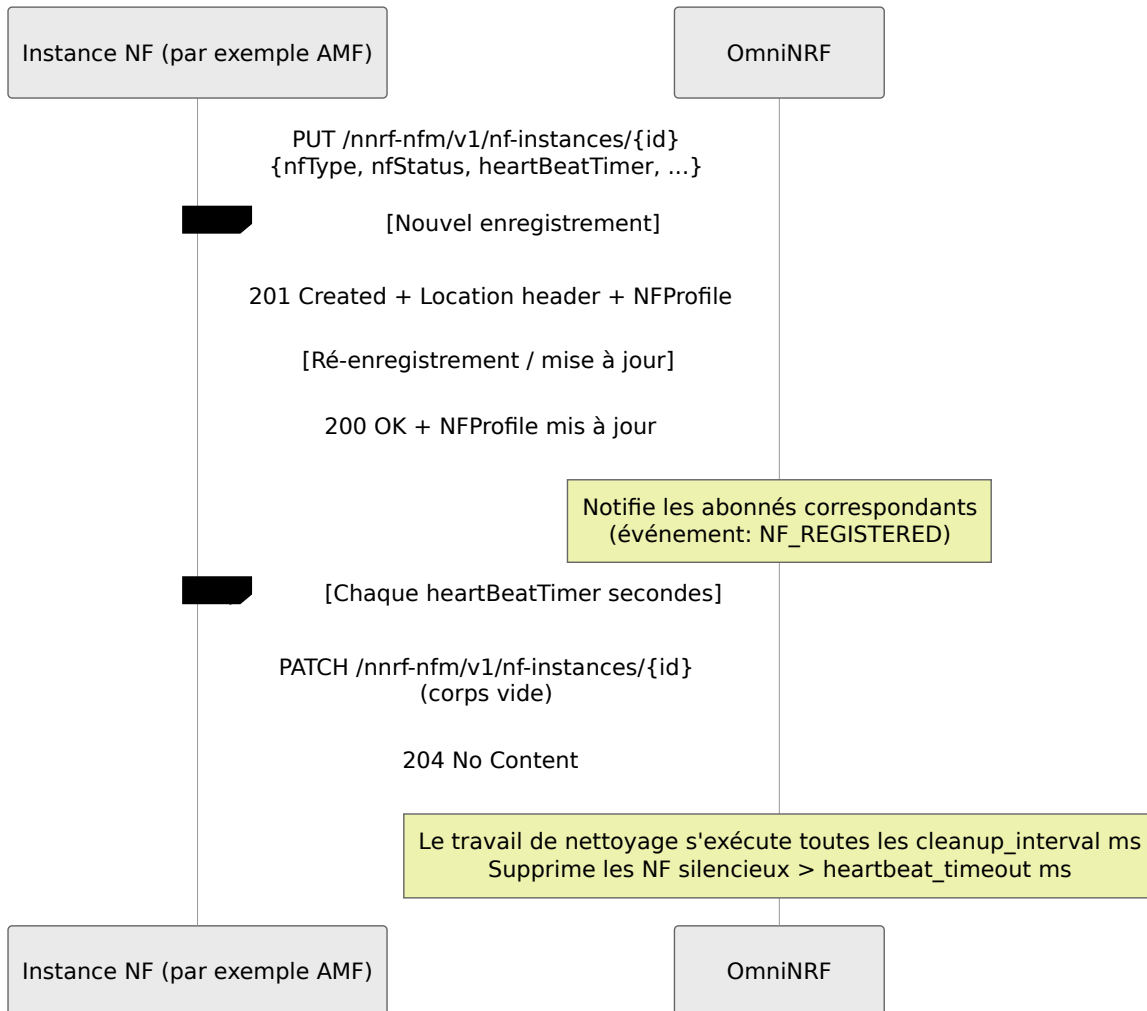 Instance NF (par exemple AMF)
OmniNRF
PUT /nnrf-nfm/v1/nf-instances/{id}
{nfType, nfStatus, heartBeatTimer, ...}
[Nouvel enregistrement]
201 Created + Location header + NFProfile
[Ré-enregistrement / mise à jour]
200 OK + NFProfile mis à jour
Notifie les abonnés correspondants
(événement: NF_REGISTERED)
[Chaque heartBeatTimer secondes]
PATCH /nnrf-nfm/v1/nf-instances/{id}
(corps vide)
204 No Content
Le travail de nettoyage s'exécute toutes les cleanup_interval ms
Supprime les NF silencieux > heartbeat_timeout ms
Instance NF (par exemple AMF)
OmniNRF